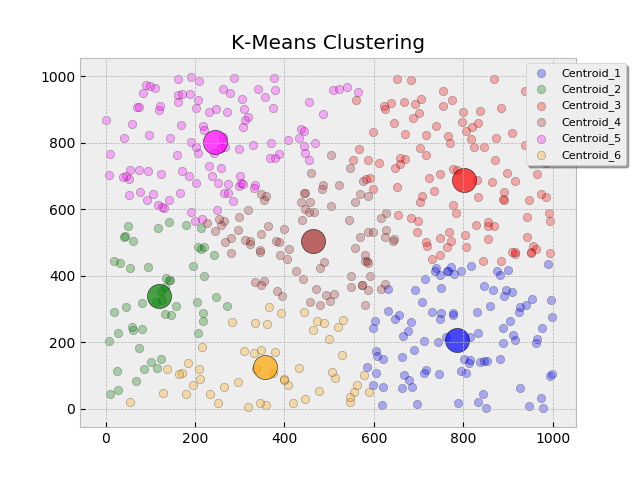 K-Means Clustering
1000
800
600
400
200
0
0 200 400 600 800 1000
Centroid_1
Centroid_2
Centroid_3
Centroid_4
Centroid_5
Centroid_6